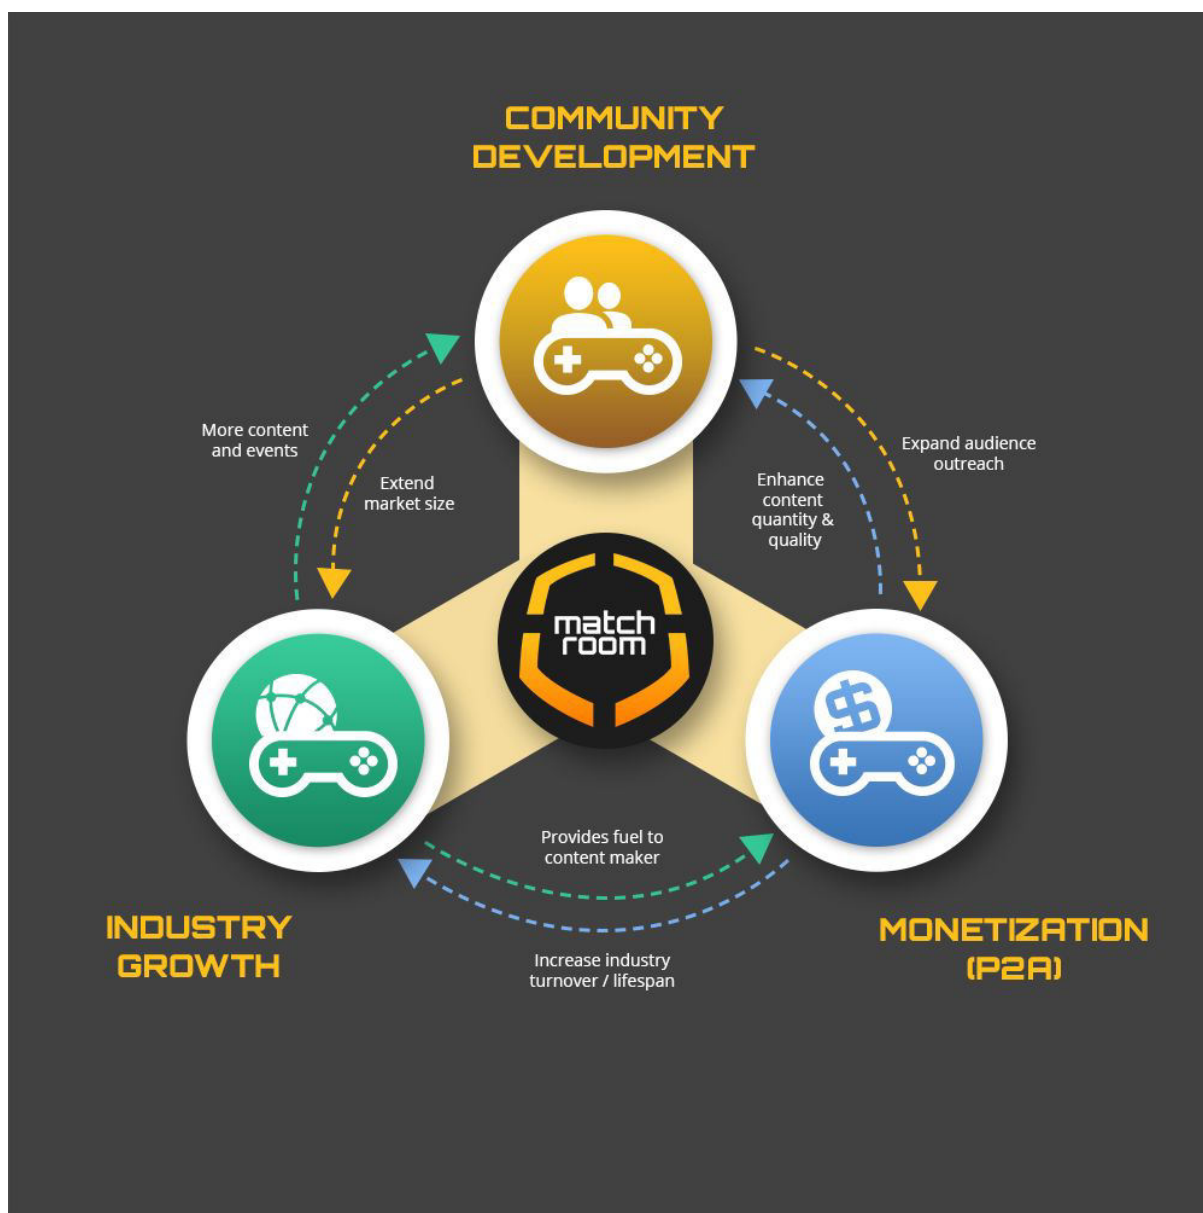 COMMUNITY
DEVELOPMENT
More content
and events
Extend
market size
Expand audience
outreach
Enhance
content
quantity &
quality
match
room
Provides fuel to
content maker
Increase industry
turnover / lifespan
INDUSTRY
GROWTH
MONETIZATION
(P2A)